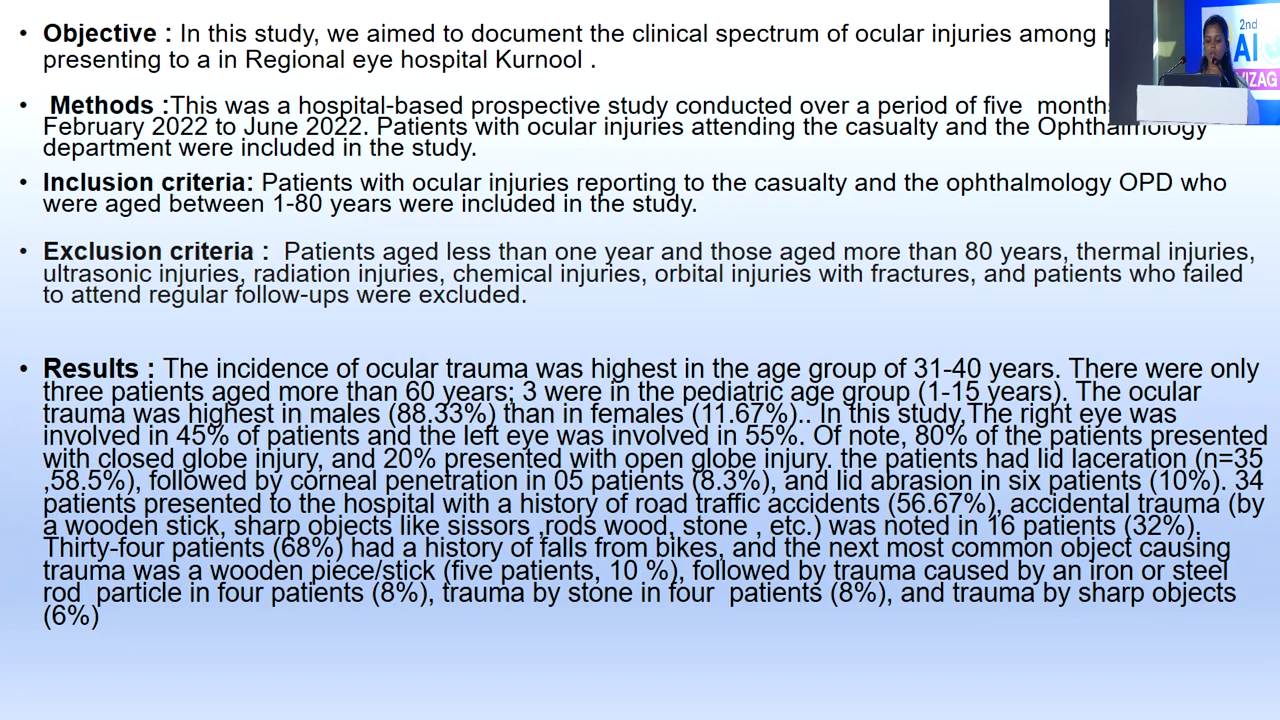 • Objective : In this study, we aimed to document the clinical spectrum of ocular injuries among
presenting to a in Regional eye hospital Kurnool .
• Methods :This was a hospital-based prospective study conducted over a period of five months
February 2022 to June 2022. Patients with ocular injuries attending the casualty and the Ophthalmology
department were included in the study.
• Inclusion criteria: Patients with ocular injuries reporting to the casualty and the ophthalmology OPD who
were aged between 1-80 years were included in the study.
• Exclusion criteria : Patients aged less than one year and those aged more than 80 years, thermal injuries,
ultrasonic injuries, radiation injuries, chemical injuries, orbital injuries with fractures, and patients who failed
to attend regular follow-ups were excluded.
• Results : The incidence of ocular trauma was highest in the age group of 31-40 years. There were only
three patients aged more than 60 years; 3 were in the pediatric age group (1-15 years). The ocular
trauma was highest in males (88.33%) than in females (11.67%).. In this study,The right eye was
involved in 45% of patients and the left eye was involved in 55%. Of note, 80% of the patients presented
with closed globe injury, and 20% presented with open globe injury. the patients had lid laceration (n=35
,58.5%), followed by corneal penetration in 05 patients (8.3%), and lid abrasion in six patients (10%). 34
patients presented to the hospital with a history of road traffic accidents (56.67%), accidental trauma (by
a wooden stick, sharp objects like sissors ,rods wood, stone , etc.) was noted in 16 patients (32%).
Thirty-four patients (68%) had a history of falls from bikes, and the next most common object causing
trauma was a wooden piece/stick (five patients, 10 %), followed by trauma caused by an iron or steel
rod particle in four patients (8%), trauma by stone in four patients (8%), and trauma by sharp objects
(6%)
2nd
AI
VIZAG